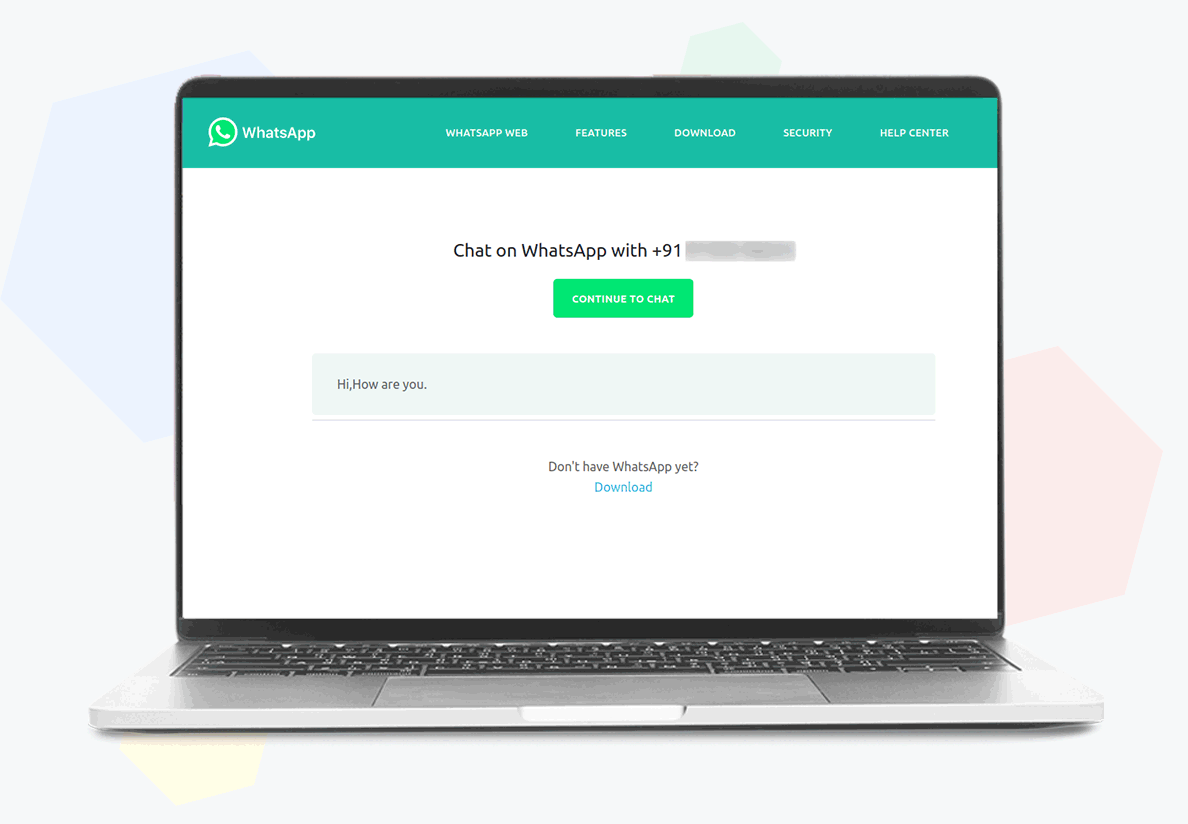 WhatsApp
WHATSAPP WEB FEATURES DOWNLOAD SECURITY HELP CENTER
Chat on WhatsApp with +91
CONTINUE TO CHAT
Hi,How are you.
Don't have WhatsApp yet?
Download